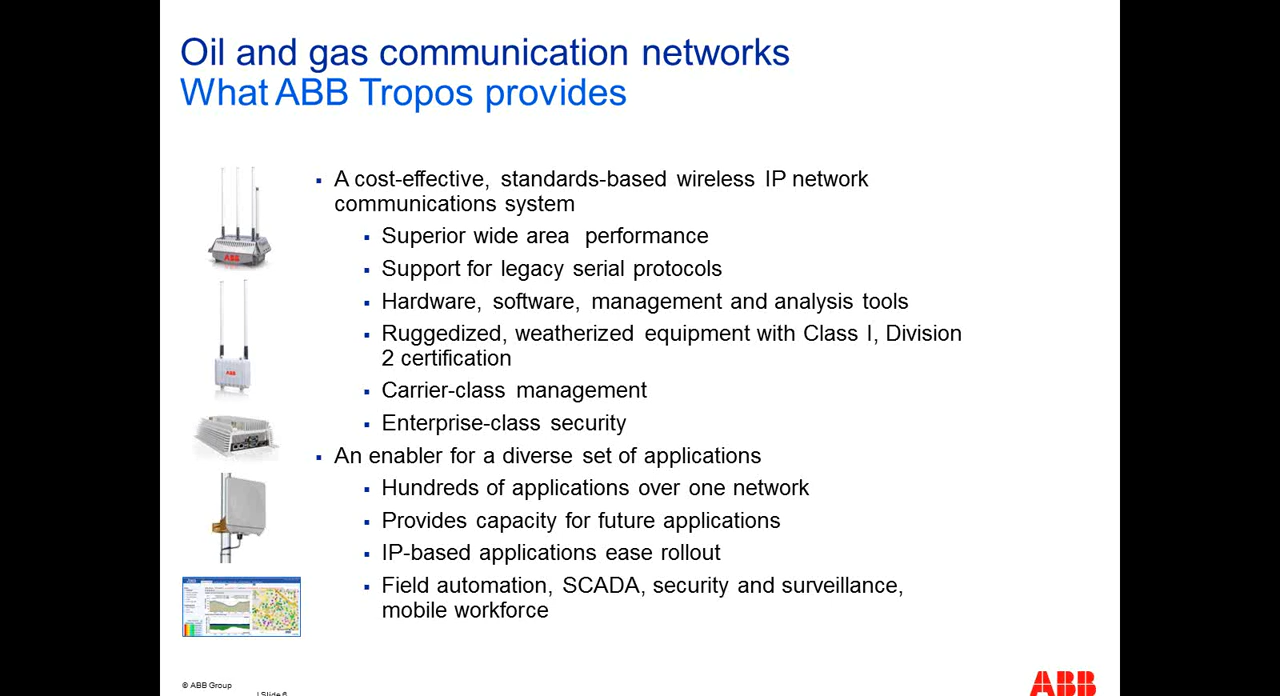 Oil and gas communication networks
What ABB Tropos provides
A cost-effective, standards-based wireless IP network
communications system
Superior wide area performance
Support for legacy serial protocols
Hardware, software, management and analysis tools
Ruggedized, weatherized equipment with Class I, Division
2 certification
Carrier-class management
Enterprise-class security
An enabler for a diverse set of applications
Hundreds of applications over one network
Provides capacity for future applications
IP-based applications ease rollout
Field automation, SCADA, security and surveillance,
mobile workforce
ABB
ABB
© ABB Group
| Slide 6
ABB